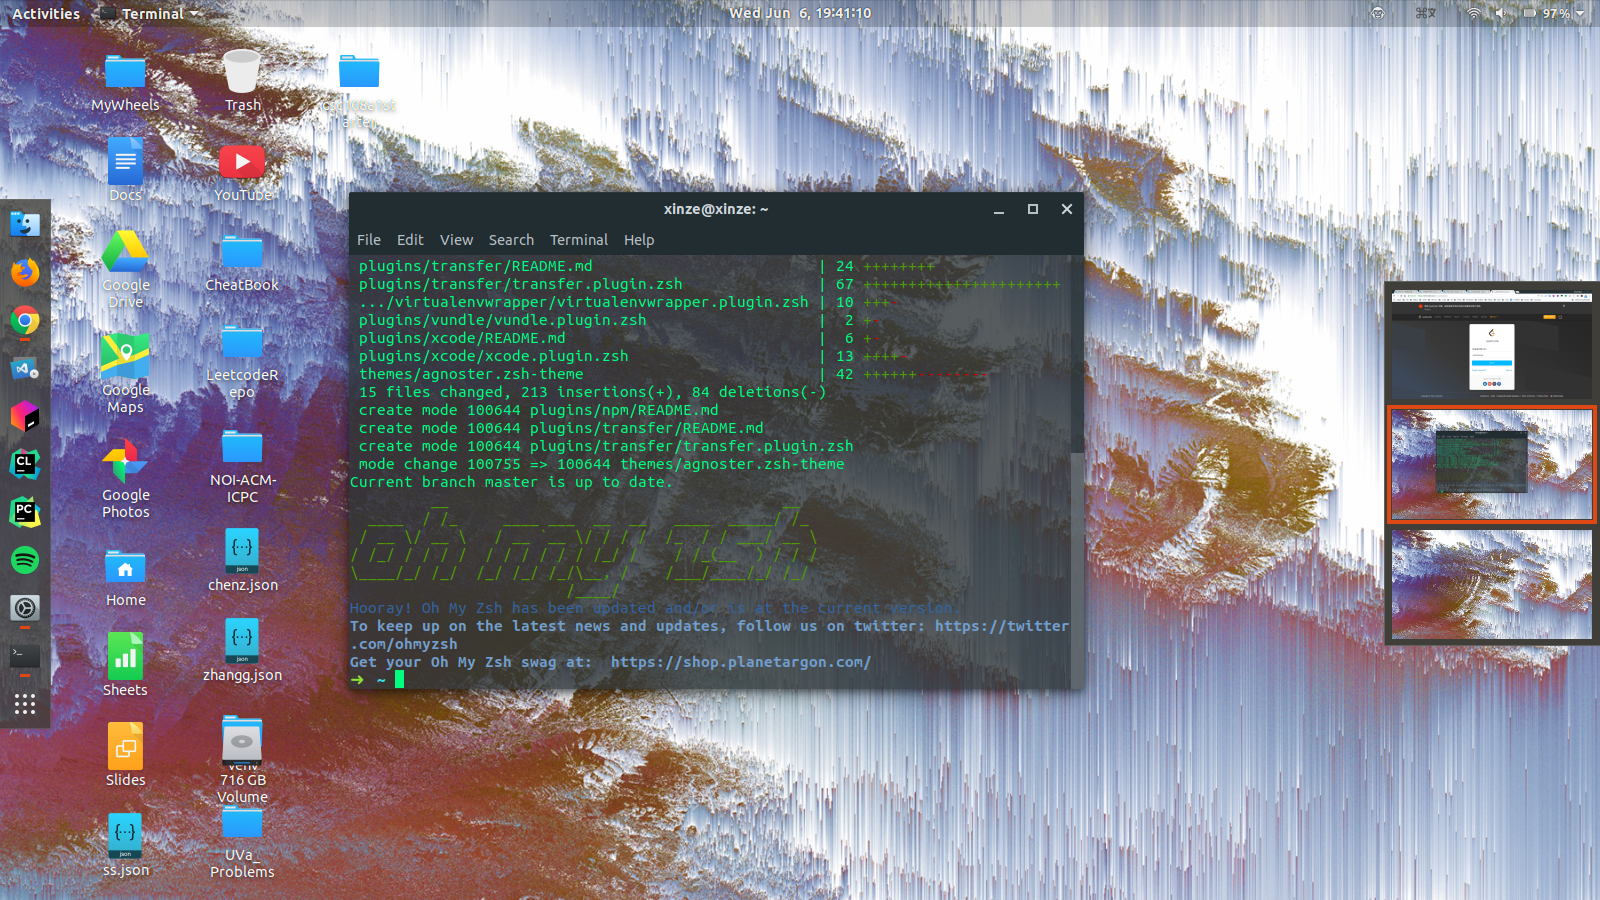 Activities
Terminal
Wed Jun 6, 19:41:10
97%
MyWheels
Trash
Docs
YouTube
Google
Drive
CheatBook
Google
Maps
LeetcodeR
epo
Google
Photos
NOI-ACM-
ICPC
chenz.json
Home
zhangg.json
Sheets
Slides
716 GB
Volume
ss.json
UVa_
Problems
xinze@xinze: ~
File Edit View Search Terminal Help
plugins/transfer/README.md | 24 ++++++++
plugins/transfer/transfer.plugin.zsh | 67 ++++++++++++++++++++++
.../virtualenvwrapper/virtualenvwrapper.plugin.zsh | 10 +++-
plugins/vundle/vundle.plugin.zsh | 2 +-
plugins/xcode/README.md | 6 +-
plugins/xcode/xcode.plugin.zsh | 13 ++++-
themes/agnoster.zsh-theme | 42 ++++++--------
15 files changed, 213 insertions(+), 84 deletions(-)
create mode 100644 plugins/npm/README.md
create mode 100644 plugins/transfer/README.md
create mode 100644 plugins/transfer/transfer.plugin.zsh
mode change 100755 => 100644 themes/agnoster.zsh-theme
Current branch master is up to date.
Hooray! Oh My Zsh has been updated and/or is at the current version.
To keep up on the latest news and updates, follow us on twitter: https://twitter
.com/ohmyzsh
Get your Oh My Zsh swag at: https://shop.planetargon.com/
➜ ~